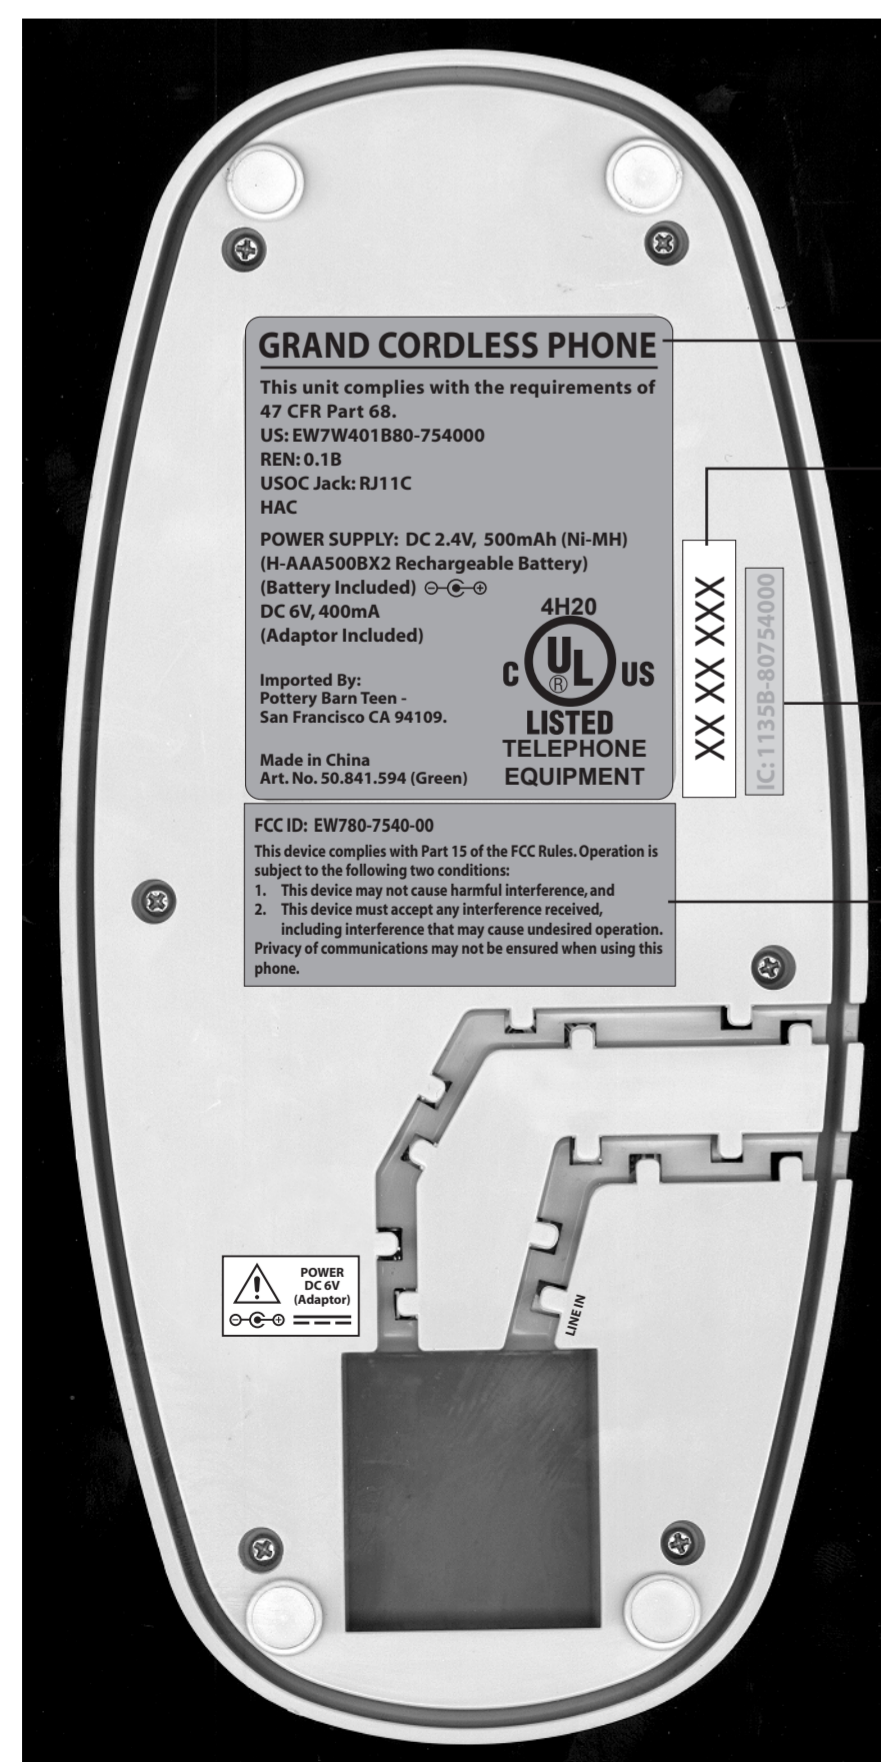 GRAND CORDLESS PHONE
This unit complies with the requirements of
47 CFR Part 68.
US: EW7W401B80-754000
REN: 0.1B
USOC Jack: RJ11C
HAC
POWER SUPPLY: DC 2.4V, 500mAh (Ni-MH)
(H-AAA500BX2 Rechargeable Battery)
(Battery Included)
DC 6V, 400mA
(Adaptor Included)
4H20
C UL US
®
LISTED
TELEPHONE
EQUIPMENT
Imported By:
Pottery Barn Teen -
San Francisco CA 94109.
Made in China
Art. No. 50.841.594 (Green)
XX XX XXX
IC: 1135B-80754000
FCC ID: EW780-7540-00
This device complies with Part 15 of the FCC Rules. Operation is
subject to the following two conditions:
1. This device may not cause harmful interference, and
2. This device must accept any interference received,
including interference that may cause undesired operation.
Privacy of communications may not be ensured when using this
phone.
POWER
DC 6V
(Adaptor)
LINE IN